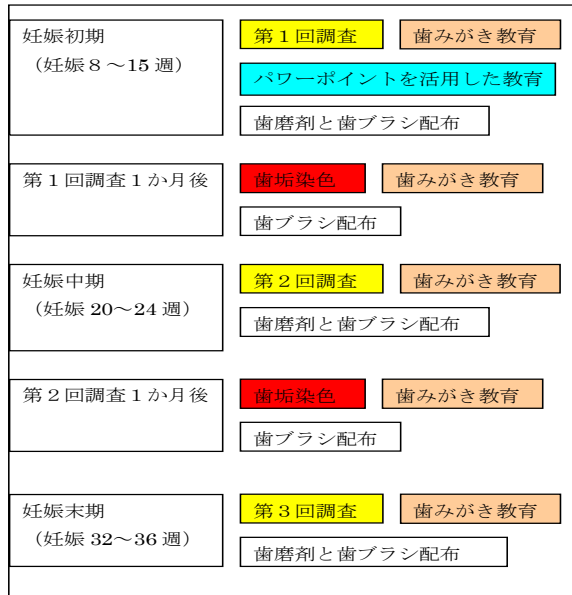 妊娠初期
（妊娠８～15 週）
第１回調査
歯みがき教育
パワーポイントを活用した教育
歯磨剤と歯ブラシ配布
第１回調査１か月後
歯垢染色
歯みがき教育
歯ブラシ配布
妊娠中期
（妊娠 20～24 週）
第２回調査
歯みがき教育
歯磨剤と歯ブラシ配布
第２回調査１か月後
歯垢染色
歯みがき教育
歯ブラシ配布
妊娠末期
（妊娠 32～36 週）
第３回調査
歯みがき教育
歯磨剤と歯ブラシ配布